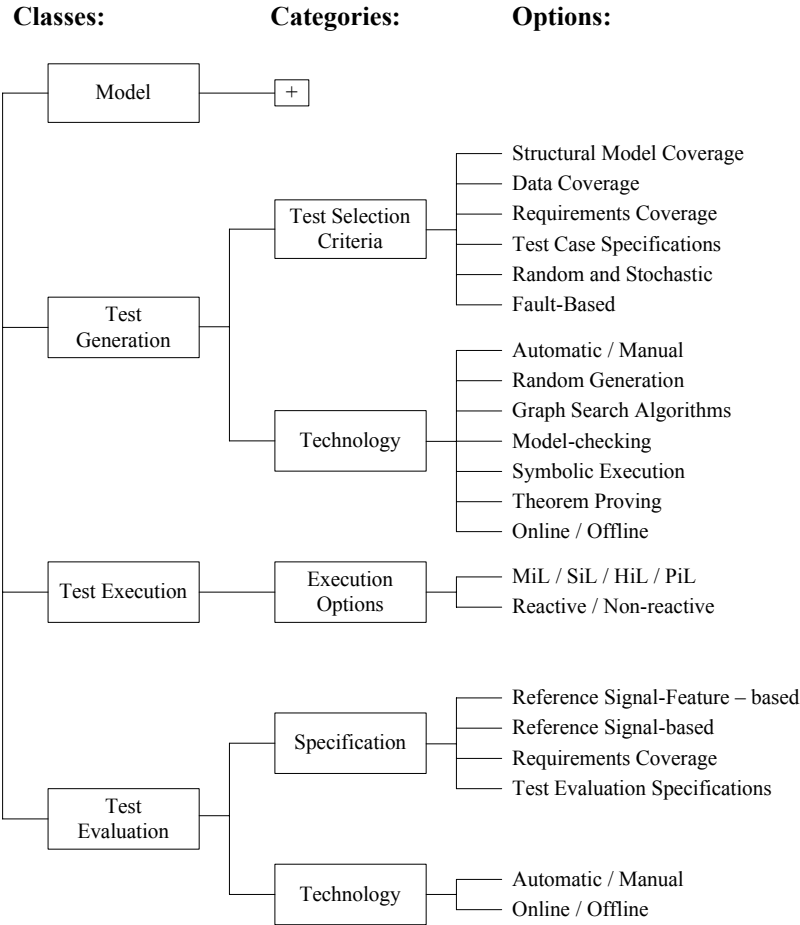 Classes: Categories: Options:
Model
+
Structural Model Coverage
Data Coverage
Test Selection
Criteria
Requirements Coverage
Test Case Specifications
Random and Stochastic
Fault-Based
Test
Generation
Automatic / Manual
Random Generation
Graph Search Algorithms
Technology
Model-checking
Symbolic Execution
Theorem Proving
Online / Offline
Test Execution
Execution
Options
MiL / SiL / HiL / PiL
Reactive / Non-reactive
Reference Signal-Feature – based
Reference Signal-based
Specification
Requirements Coverage
Test Evaluation Specifications
Test
Evaluation
Technology
Automatic / Manual
Online / Offline